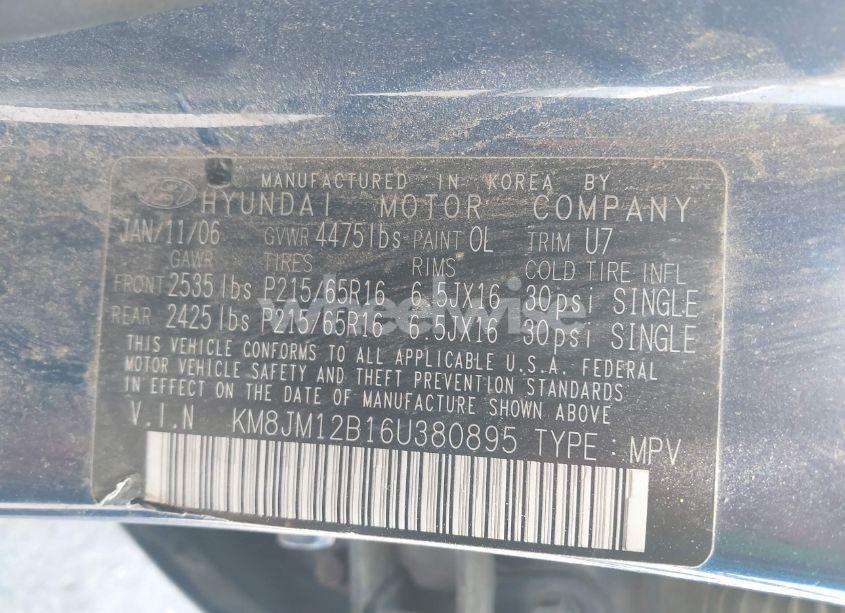 MANUFACTURED IN KOREA BY
HYUNDAI MOTOR COMPANY
JAN/11/06 GVWR 4475lbs PAINT OL TRIM U7
GAWR TIRES RIMS COLD TIRE INFL
FRONT 2535lbs P215/65R16 6.5JX16 30psi SINGLE
REAR 2425lbs P215/65R16 6.5JX16 30psi SINGLE
wheelwise
THIS VEHICLE CONFORMS TO ALL APPLICABLE U.S.A. FEDERAL
MOTOR VEHICLE SAFETY AND THEFT PREVENTION STANDARDS
IN EFFECT ON THE DATE OF MANUFACTURE SHOWN ABOVE
V.I.N KM8JM12B16U380895 TYPE : MPV